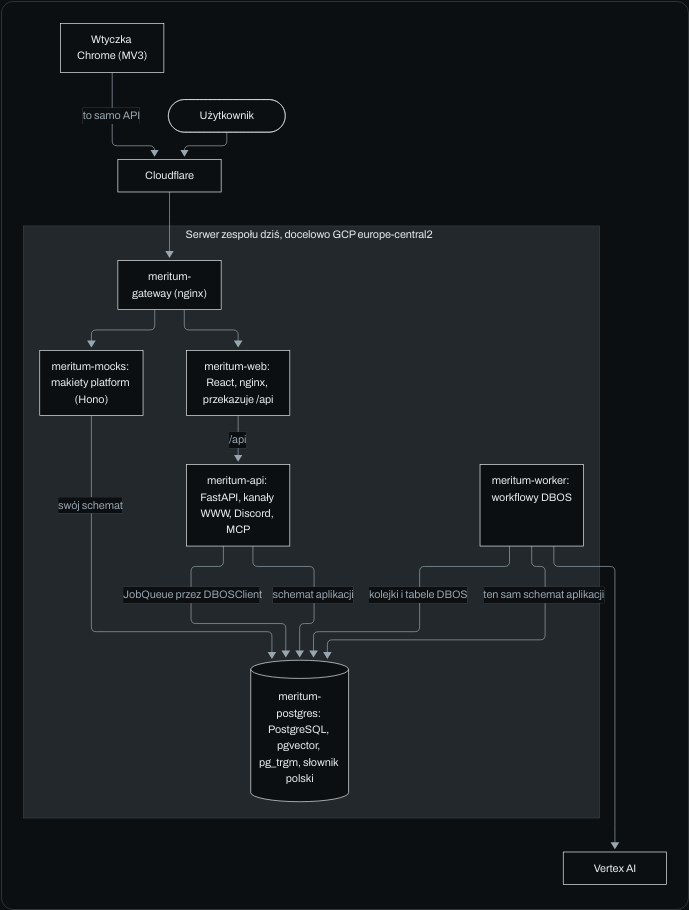 Wtyczka
Chrome (MV3)
to samo API
Użytkownik
Cloudflare
Serwer zespołu dziś, docelowo GCP europe-central2
meritum-
gateway (nginx)
meritum-mocks:
makiety platform
(Hono)
meritum-web:
React, nginx,
przekazuje /api
/api
meritum-api:
FastAPI, kanały
WWW, Discord,
MCP
meritum-worker:
workflowy DBOS
swój schemat
JobQueue przez DBOSClient
schemat aplikacji
kolejki i tabele DBOS
ten sam schemat aplikacji
meritum-
postgres:
PostgreSQL,
pgvector,
pg_trgm, słownik
polski
Vertex AI